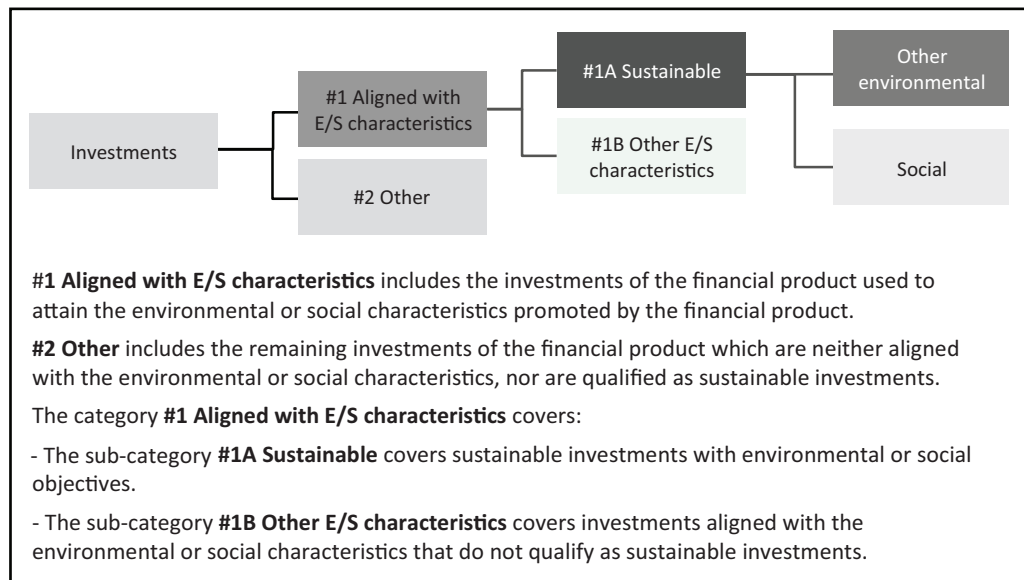 Investments
#1 Aligned with
E/S characteristics
#2 Other
#1A Sustainable
#1B Other E/S
characteristics
Other
environmental
Social
#1 Aligned with E/S characteristics includes the investments of the financial product used to
attain the environmental or social characteristics promoted by the financial product.
#2 Other includes the remaining investments of the financial product which are neither aligned
with the environmental or social characteristics, nor are qualified as sustainable investments.
The category #1 Aligned with E/S characteristics covers:
- The sub-category #1A Sustainable covers sustainable investments with environmental or social
objectives.
- The sub-category #1B Other E/S characteristics covers investments aligned with the
environmental or social characteristics that do not qualify as sustainable investments.